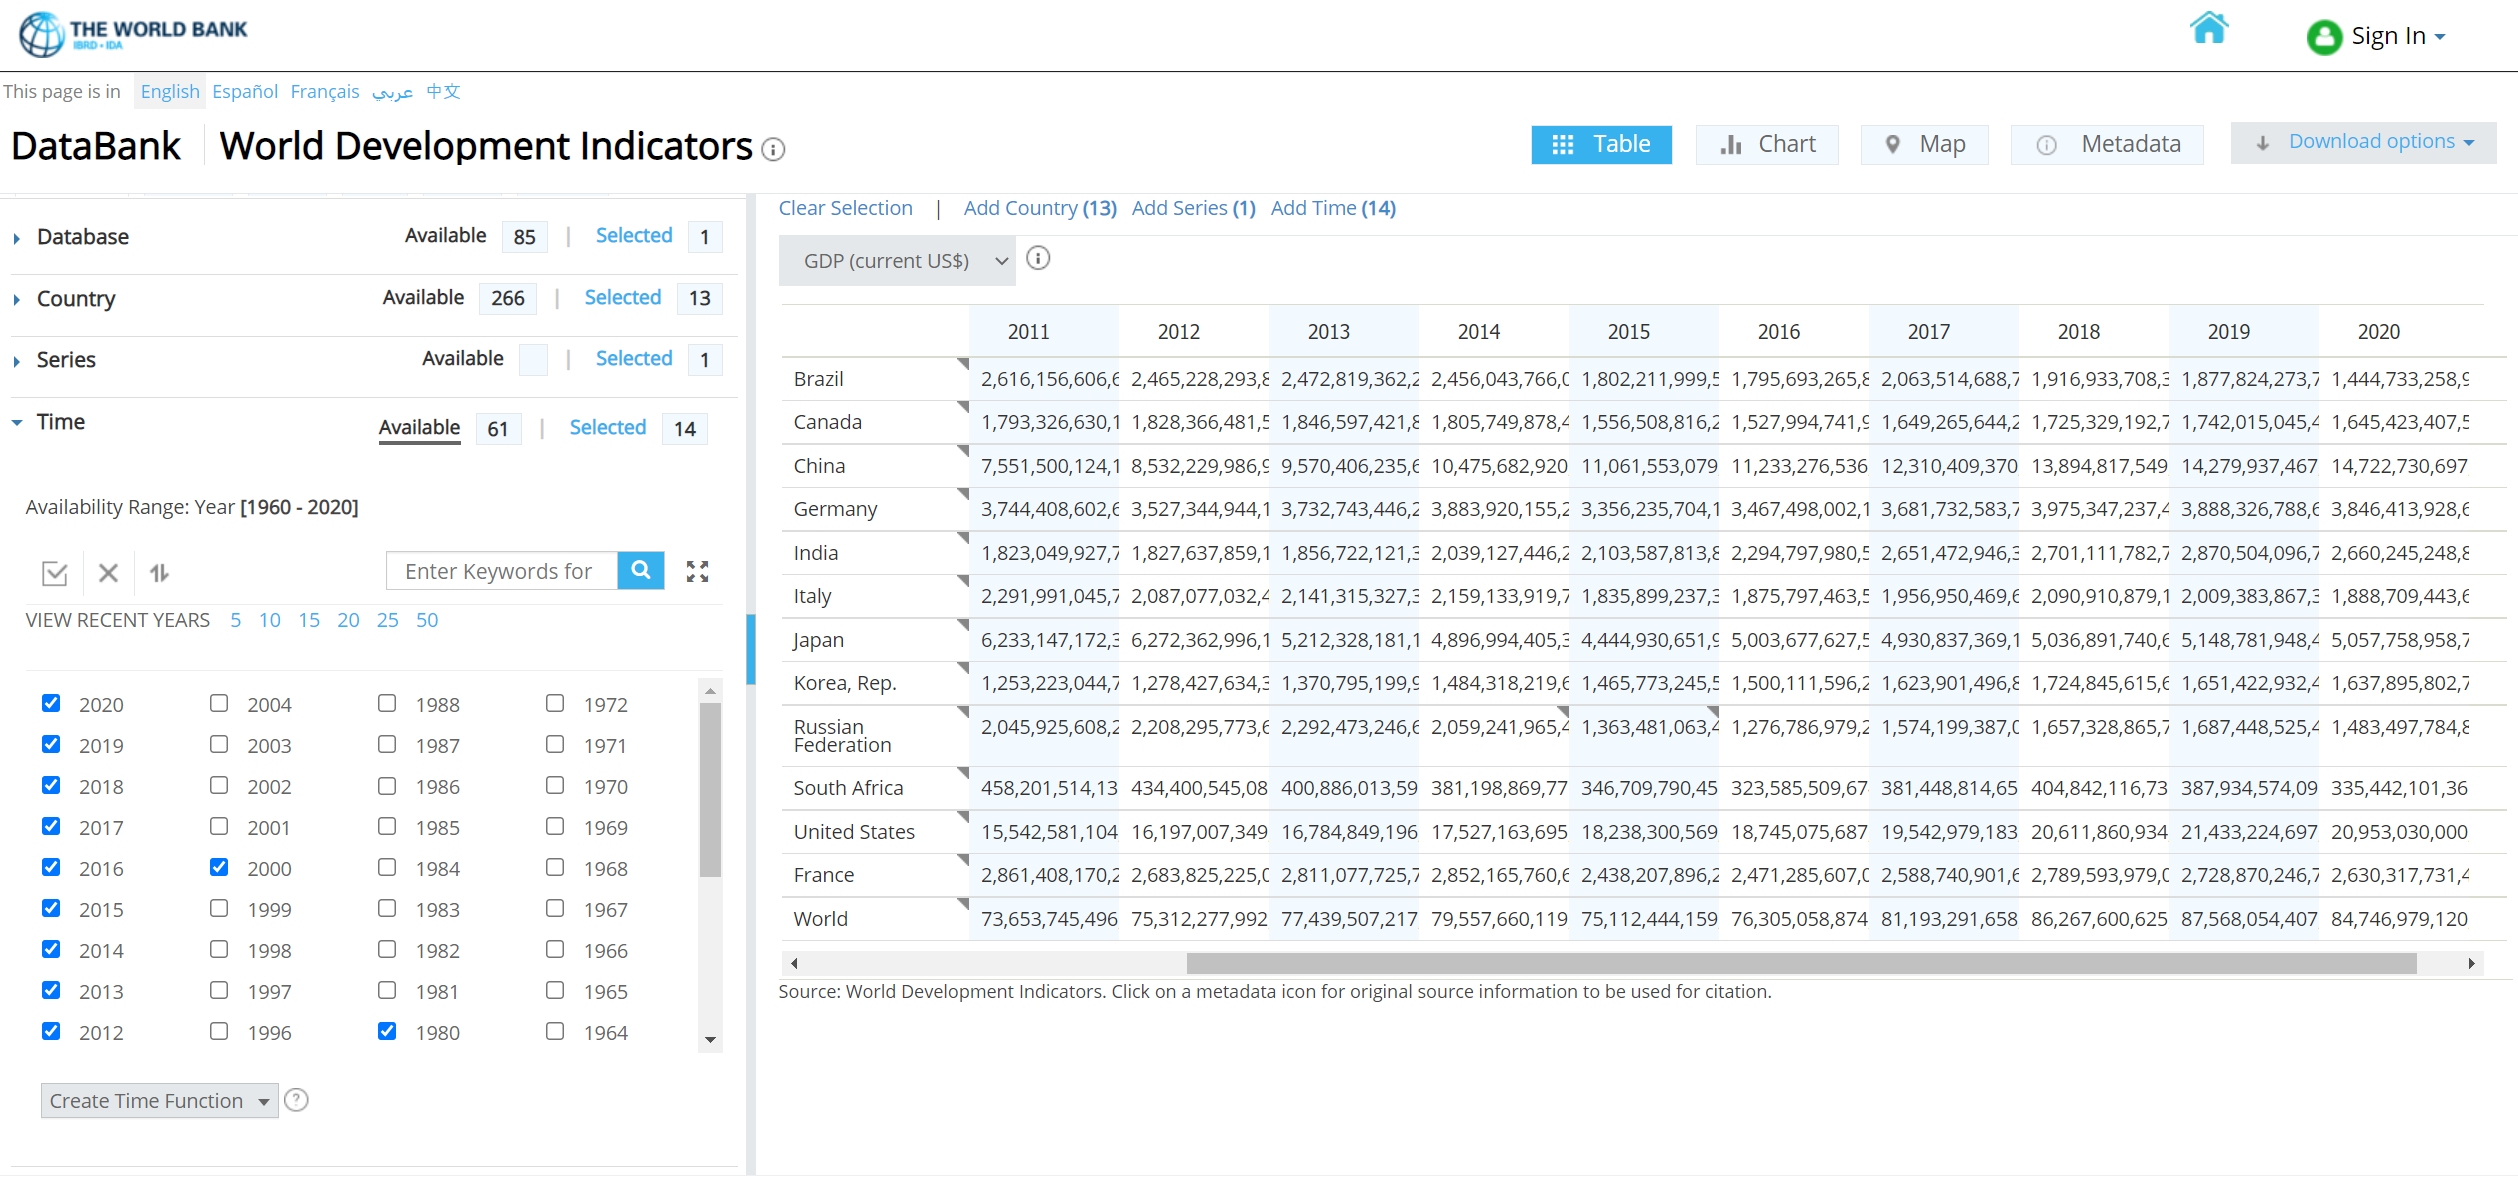 THE WORLD BANK
IBRD • IDA
Sign In
This page is in English Español Français عربي 中文
DataBank World Development Indicators
Table Chart Map Metadata Download options
Database Available 85 | Selected 1
Country Available 266 | Selected 13
Series Available | Selected 1
Time Available 61 | Selected 14
Availability Range: Year [1960 - 2020]
Enter Keywords for
VIEW RECENT YEARS 5 10 15 20 25 50
2020 2004 1988 1972
2019 2003 1987 1971
2018 2002 1986 1970
2017 2001 1985 1969
2016 2000 1984 1968
2015 1999 1983 1967
2014 1998 1982 1966
2013 1997 1981 1965
2012 1996 1980 1964
Create Time Function ?
Clear Selection | Add Country (13) Add Series (1) Add Time (14)
GDP (current US$)
2011 2012 2013 2014 2015 2016 2017 2018 2019 2020
Brazil 2,616,156,606,6 2,465,228,293,8 2,472,819,362,2 2,456,043,766,0 1,802,211,999,5 1,795,693,265,8 2,063,514,688,7 1,916,933,708,3 1,877,824,273,7 1,444,733,258,9
Canada 1,793,326,630,1 1,828,366,481,5 1,846,597,421,8 1,805,749,878,4 1,556,508,816,2 1,527,994,741,9 1,649,265,644,2 1,725,329,192,7 1,742,015,045,4 1,645,423,407,5
China 7,551,500,124,1 8,532,229,986,9 9,570,406,235,6 10,475,682,920 11,061,553,079 11,233,276,536 12,310,409,370 13,894,817,549 14,279,937,467 14,722,730,697
Germany 3,744,408,602,6 3,527,344,944,1 3,732,743,446,2 3,883,920,155,2 3,356,235,704,1 3,467,498,002,1 3,681,732,583,7 3,975,347,237,4 3,888,326,788,6 3,846,413,928,6
India 1,823,049,927,7 1,827,637,859,1 1,856,722,121,3 2,039,127,446,2 2,103,587,813,8 2,294,797,980,5 2,651,472,946,3 2,701,111,782,7 2,870,504,096,7 2,660,245,248,8
Italy 2,291,991,045,7 2,087,077,032,4 2,141,315,327,3 2,159,133,919,7 1,835,899,237,3 1,875,797,463,5 1,956,950,469,6 2,090,910,879,1 2,009,383,867,3 1,888,709,443,6
Japan 6,233,147,172,3 6,272,362,996,1 5,212,328,181,1 4,896,994,405,3 4,444,930,651,9 5,003,677,627,5 4,930,837,369,1 5,036,891,740,6 5,148,781,948,4 5,057,758,958,7
Korea, Rep. 1,253,223,044,7 1,278,427,634,3 1,370,795,199,9 1,484,318,219,6 1,465,773,245,5 1,500,111,596,2 1,623,901,496,8 1,724,845,615,6 1,651,422,932,4 1,637,895,802,7
Russian 2,045,925,608,2 2,208,295,773,6 2,292,473,246,6 2,059,241,965,4 1,363,481,063,4 1,276,786,979,2 1,574,199,387,0 1,657,328,865,7 1,687,448,525,4 1,483,497,784,8
Federation
South Africa 458,201,514,13 434,400,545,08 400,886,013,59 381,198,869,77 346,709,790,45 323,585,509,67 381,448,814,65 404,842,116,73 387,934,574,09 335,442,101,36
United States 15,542,581,104 16,197,007,349 16,784,849,196 17,527,163,695 18,238,300,569 18,745,075,687 19,542,979,183 20,611,860,934 21,433,224,697 20,953,030,000
France 2,861,408,170,2 2,683,825,225,0 2,811,077,725,7 2,852,165,760,6 2,438,207,896,2 2,471,285,607,0 2,588,740,901,6 2,789,593,979,0 2,728,870,246,7 2,630,317,731,4
World 73,653,745,496 75,312,277,992 77,439,507,217 79,557,660,119 75,112,444,159 76,305,058,874 81,193,291,658 86,267,600,625 87,568,054,407 84,746,979,120
Source: World Development Indicators. Click on a metadata icon for original source information to be used for citation.